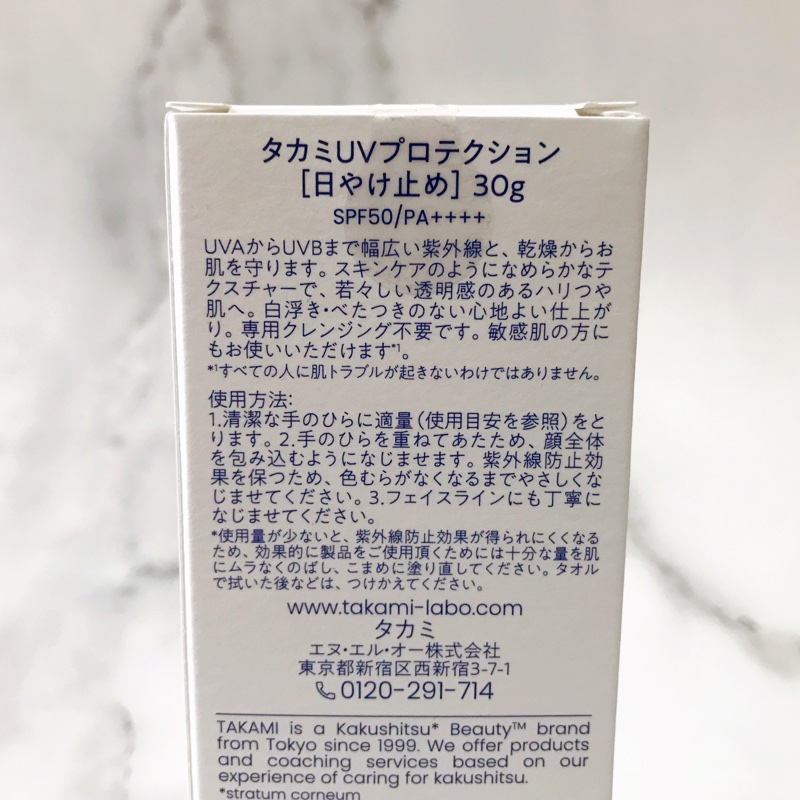 タカミUVプロテクション
[日やけ止め] 30g
SPF50/PA++++
UVAからUVBまで幅広い紫外線と、乾燥からお
肌を守ります。スキンケアのようになめらかなテ
クスチャーで、若々しい透明感のあるハリつや
肌へ。白浮き・べたつきのない心地よい仕上が
り。専用クレンジング不要です。敏感肌の方に
もお使いいただけます*¹。
*¹すべての人に肌トラブルが起きないわけではありません。
使用方法:
1.清潔な手のひらに適量(使用目安を参照)をと
ります。2.手のひらを重ねてあたため、顔全体
を包み込むようになじませます。紫外線防止効
果を保つため、色むらがなくなるまでやさしくな
じませてください。3.フェイスラインにも丁寧に
なじませてください。
*使用量が少ないと、紫外線防止効果が得られにくくなる
ため、効果的に製品をご使用頂くためには十分な量を肌
にムラなくのばし、こまめに塗り直してください。タオル
で拭いた後などは、つけかえてください。
www.takami-labo.com
タカミ
エヌ・エル・オー株式会社
東京都新宿区西新宿3-7-1
0120-291-714
TAKAMI is a Kakushitsu* Beauty™ brand
from Tokyo since 1999. We offer products
and coaching services based on our
experience of caring for kakushitsu.
*stratum corneum